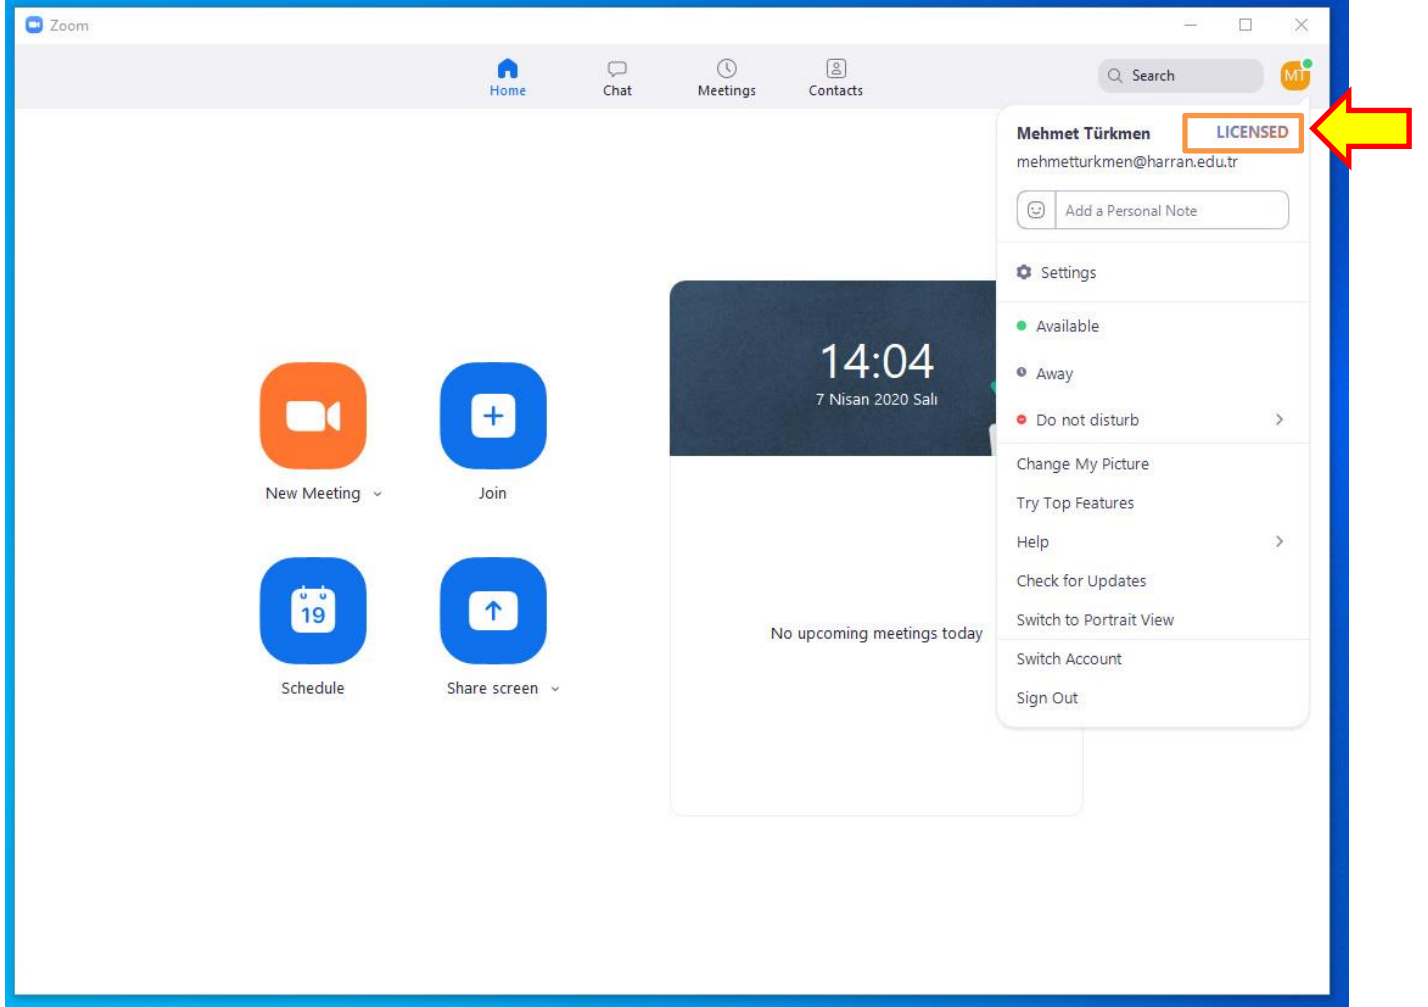 Zoom
Home
Chat
Meetings
Contacts
Search
MT
Mehmet Türkmen
LICENSED
mehmetturkmen@harran.edu.tr
Add a Personal Note
Settings
Available
Away
Do not disturb
Change My Picture
Try Top Features
Help
Check for Updates
Switch to Portrait View
Switch Account
Sign Out
14:04
7 Nisan 2020 Salı
New Meeting
Join
19
Schedule
Share screen
No upcoming meetings today